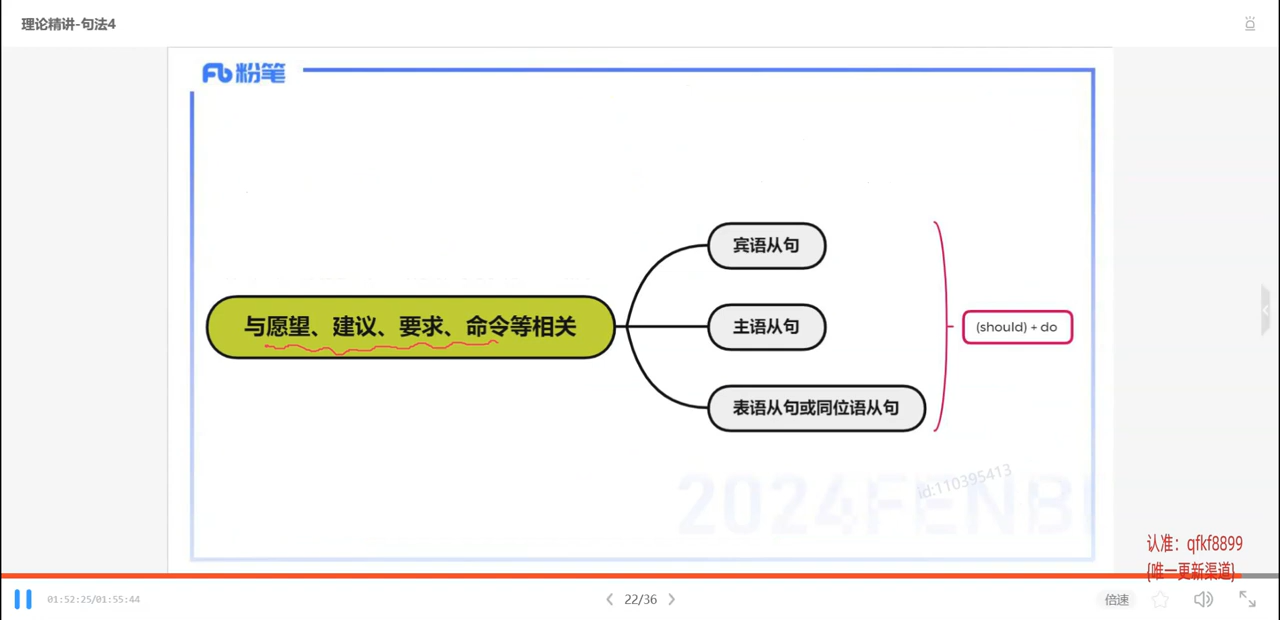 理论精讲-句法4
粉笔
宾语从句
与愿望、建议、要求、命令等相关
主语从句
(should) + do
表语从句或同位语从句
id:110395413
2024FENBI
认准：qfkf8899
{唯一更新渠道}
01:52:25/01:55:44
22/36
倍速